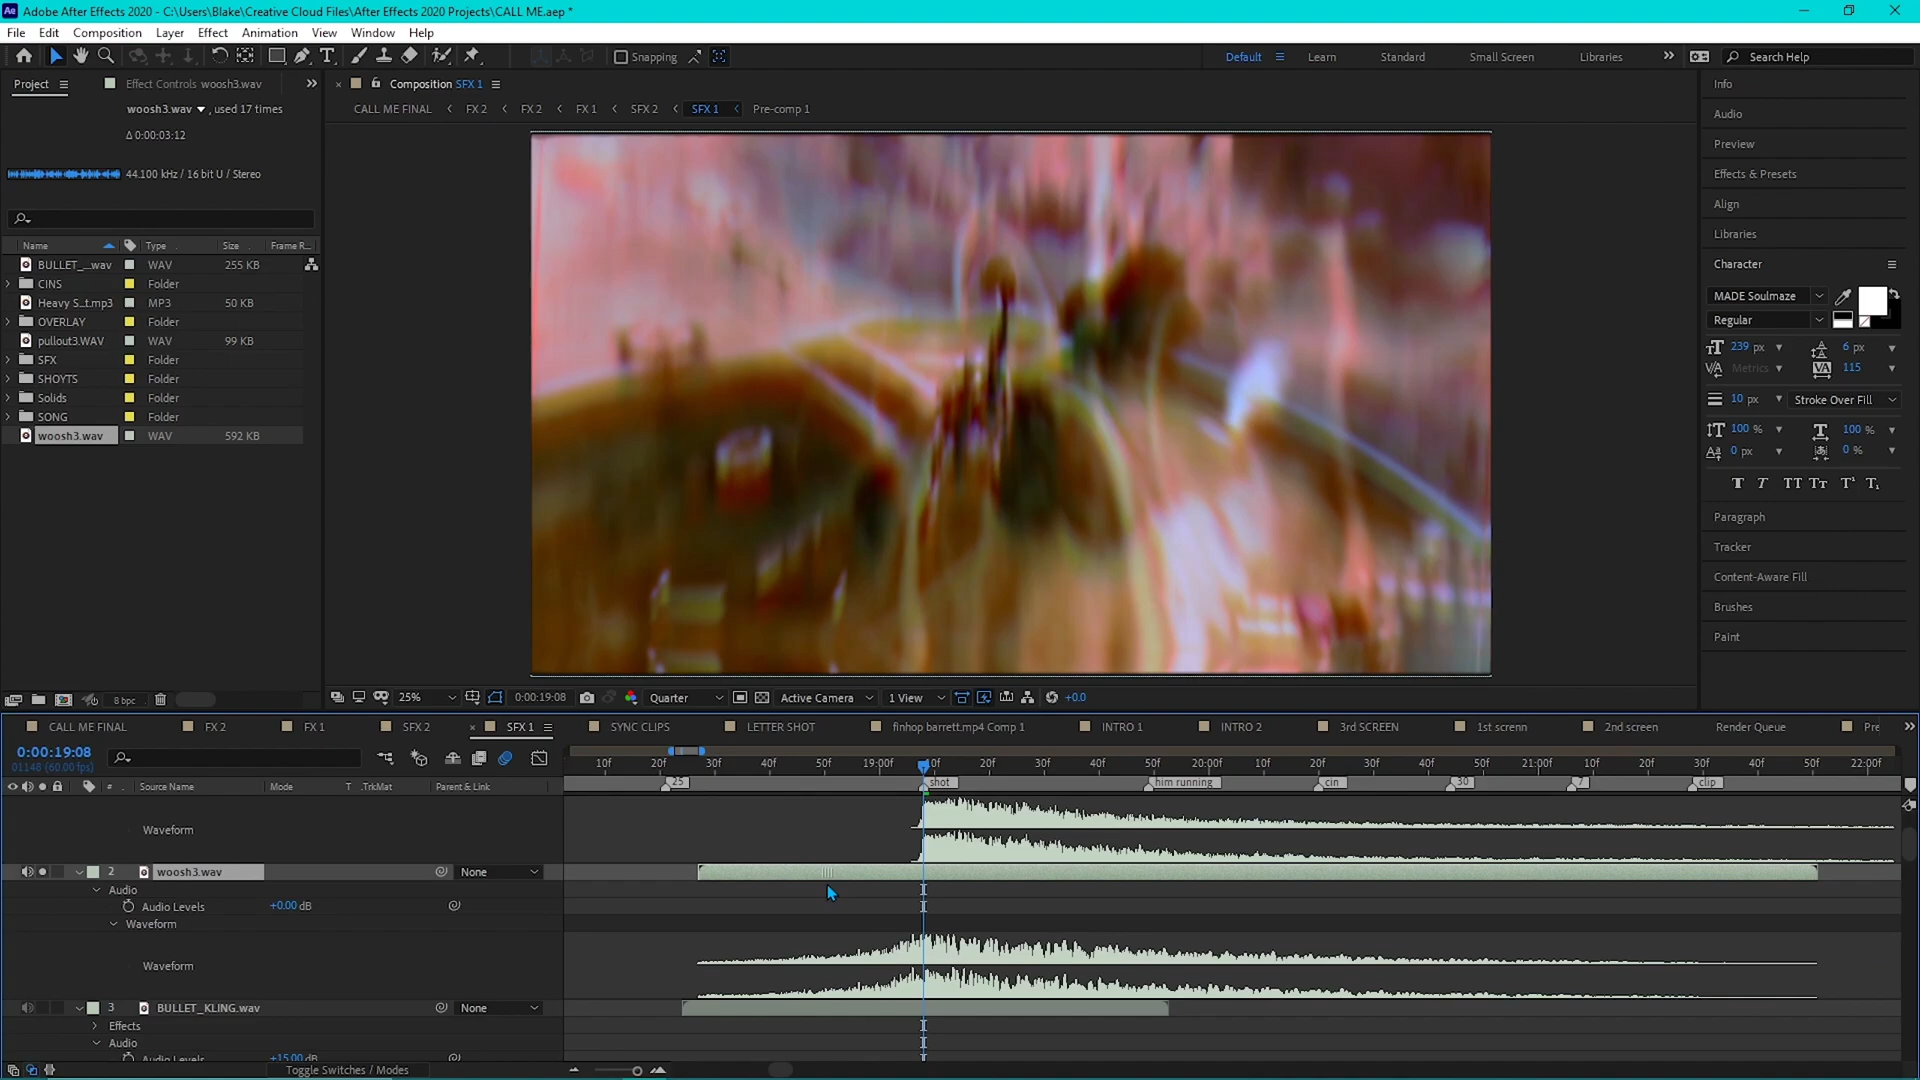 Adobe After Effects 2020 - C:\Users\Blake\Creative Cloud Files\After Effects 2020 Projects\CALL ME.aep *
File Edit Composition Layer Effect Animation View Window Help
Snapping Default Learn Standard Small Screen Libraries Search Help
Project Effect Controls woosh3.wav
Composition SFX 1
woosh3.wav , used 17 times
Δ 0:00:03:12
44.100 kHz / 16 bit U / Stereo
CALL ME FINAL FX 2 FX 2 FX 1 SFX 2 SFX 1 Pre-comp 1
Name Type Size Frame R...
BULLET_...wav WAV 255 KB
CINS Folder
Heavy S...t.mp3 MP3 50 KB
OVERLAY Folder
pullout3.WAV WAV 99 KB
SFX Folder
SHOYTS Folder
Solids Folder
SONG Folder
woosh3.wav WAV 592 KB
8 bpc
25% 0:00:19:08 Quarter Active Camera 1 View +0.0
Info
Audio
Preview
Effects & Presets
Align
Libraries
Character
MADE Soulmaze
Regular
239 px 6 px
Metrics 115
10 px Stroke Over Fill
100 % 100 %
0 px 0 %
T T TT Tt T¹ T₁
Paragraph
Tracker
Content-Aware Fill
Brushes
Paint
CALL ME FINAL FX 2 FX 1 SFX 2 SFX 1 SYNC CLIPS LETTER SHOT finhop barrett.mp4 Comp 1 INTRO 1 INTRO 2 3rd SCREEN 1st screnn 2nd screen Render Queue Pre
0:00:19:08
01148 (60.00 fps)
10f 20f 30f 40f 50f 19:00f 10f 20f 30f 40f 50f 20:00f 10f 20f 30f 40f 50f 21:00f 10f 20f 30f 40f 50f 22:00f
25 shot him running cin 30 7 clip
# Source Name Mode T .TrkMat Parent & Link
Waveform
2 woosh3.wav None
Audio
Audio Levels +0.00 dB
Waveform
Waveform
3 BULLET_KLING.wav None
Effects
Audio
Audio Levels +15.00 dB
Toggle Switches / Modes